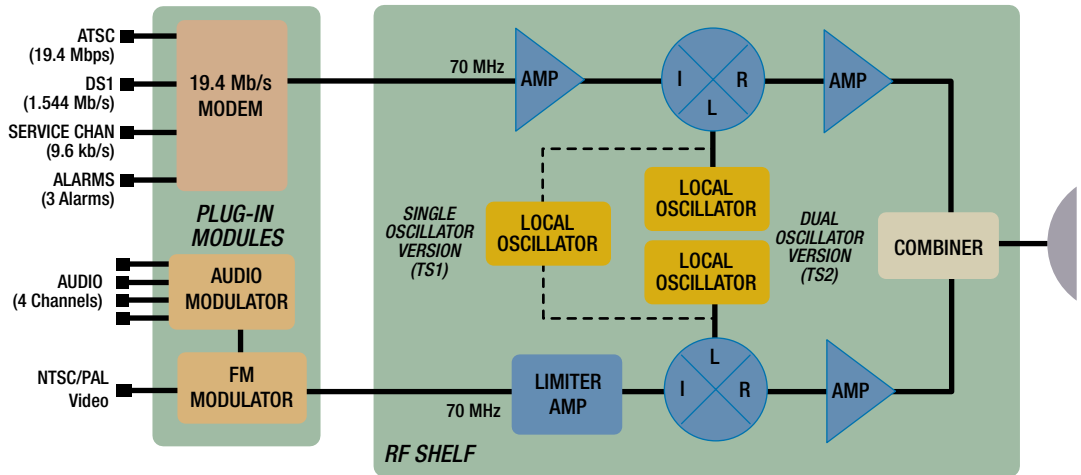 ATSC
(19.4 Mbps)
DS1
(1.544 Mb/s)
SERVICE CHAN
(9.6 kb/s)
ALARMS
(3 Alarms)
19.4 Mb/s
MODEM
PLUG-IN
MODULES
AUDIO
(4 Channels)
AUDIO
MODULATOR
NTSC/PAL
Video
FM
MODULATOR
70 MHz
AMP
I
R
L
AMP
SINGLE
OSCILLATOR
VERSION
(TS1)
LOCAL
OSCILLATOR
LOCAL
OSCILLATOR
LOCAL
OSCILLATOR
DUAL
OSCILLATOR
VERSION
(TS2)
COMBINER
70 MHz
LIMITER
AMP
L
I
R
AMP
RF SHELF